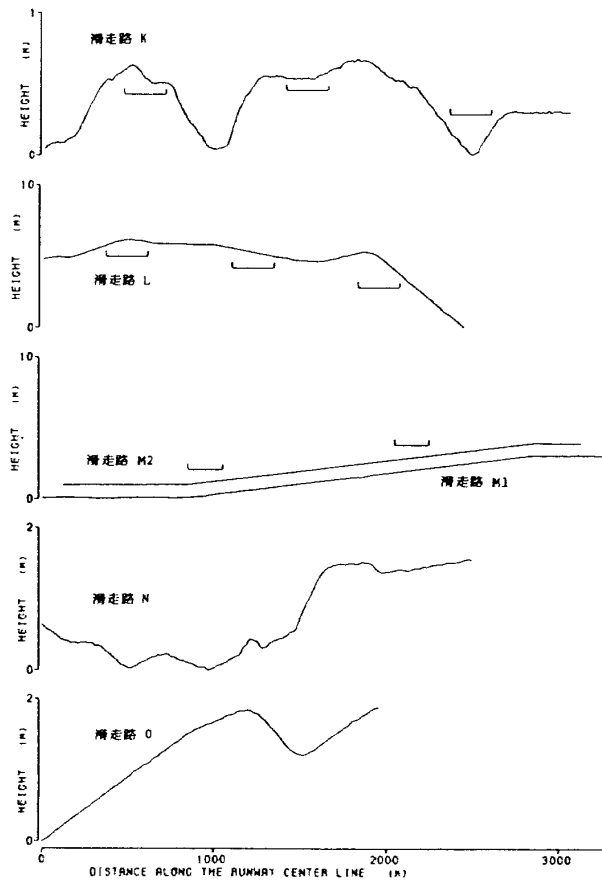 1
滑走路 K
HEIGHT (M)
0
10
HEIGHT (M)
滑走路 L
0
10
HEIGHT (M)
滑走路 M2
滑走路 M1
0
2
HEIGHT (M)
滑走路 N
0
2
滑走路 O
HEIGHT (M)
0
0 1000 2000 3000
DISTANCE ALONG THE RUNWAY CENTER LINE (M)